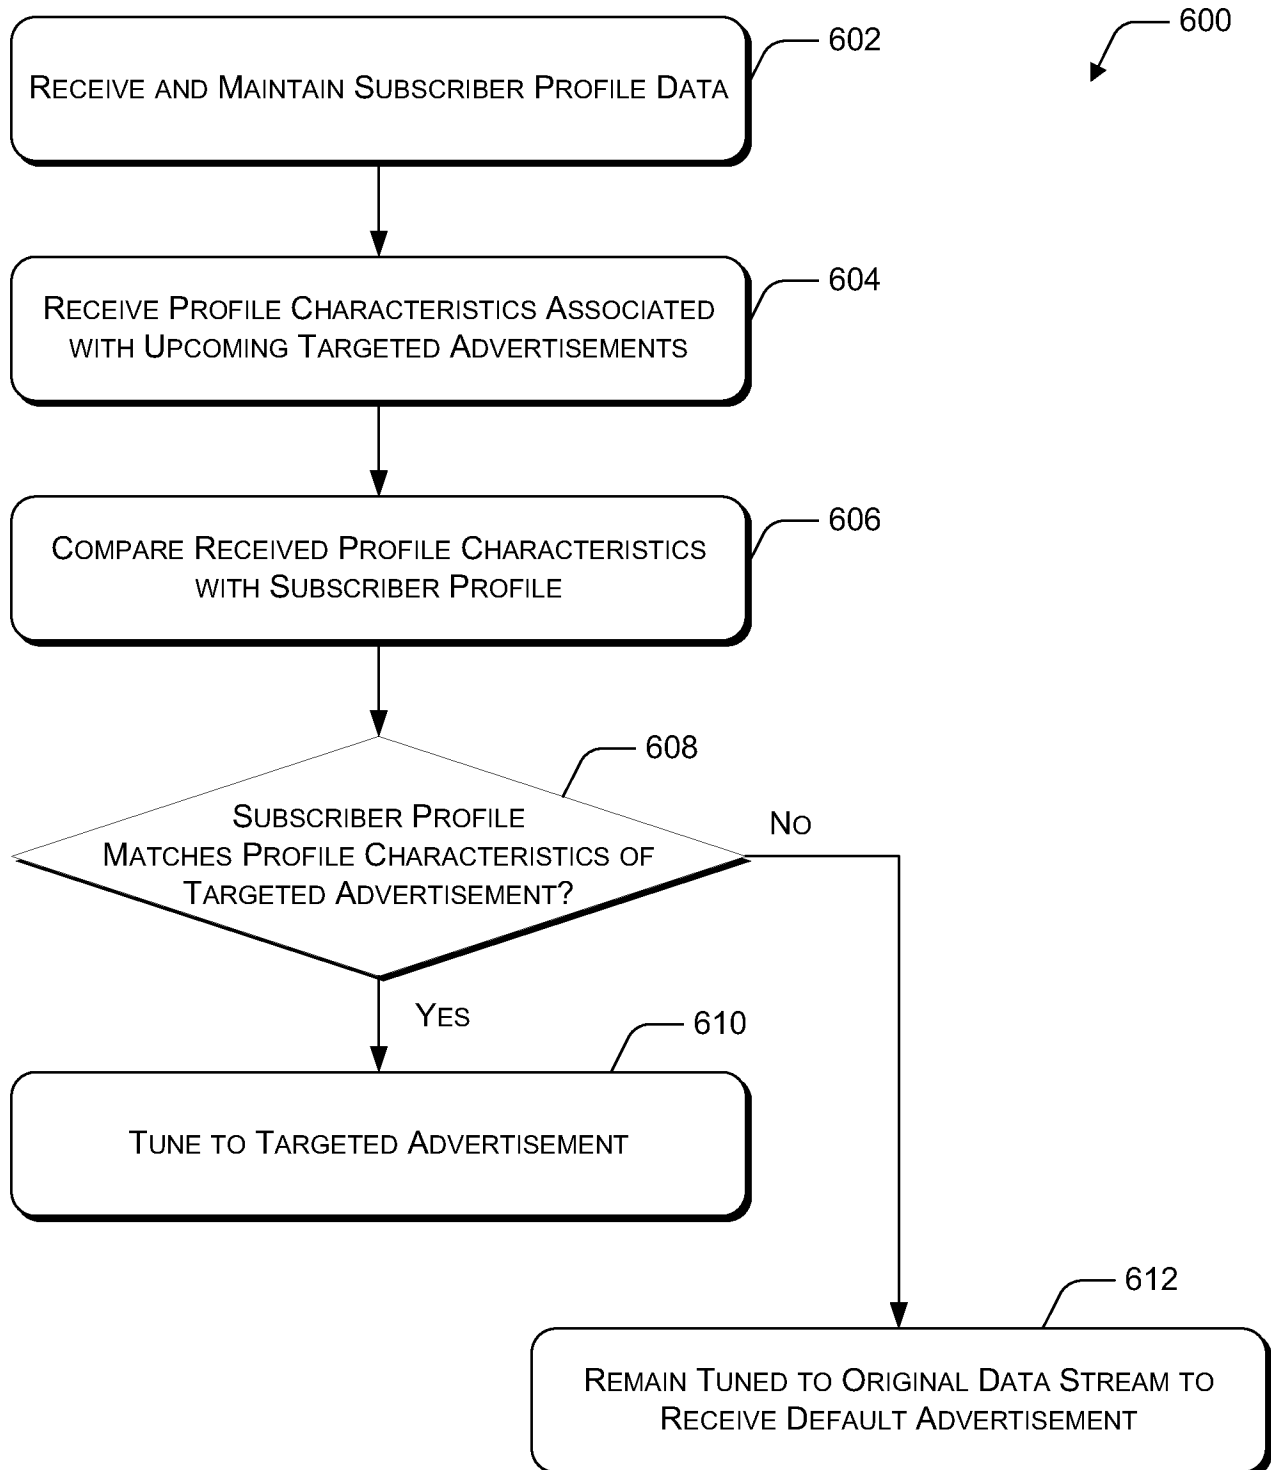 600
602
RECEIVE AND MAINTAIN SUBSCRIBER PROFILE DATA
604
RECEIVE PROFILE CHARACTERISTICS ASSOCIATED
WITH UPCOMING TARGETED ADVERTISEMENTS
606
COMPARE RECEIVED PROFILE CHARACTERISTICS
WITH SUBSCRIBER PROFILE
608
SUBSCRIBER PROFILE
MATCHES PROFILE CHARACTERISTICS OF
TARGETED ADVERTISEMENT?
NO
YES
610
TUNE TO TARGETED ADVERTISEMENT
612
REMAIN TUNED TO ORIGINAL DATA STREAM TO
RECEIVE DEFAULT ADVERTISEMENT